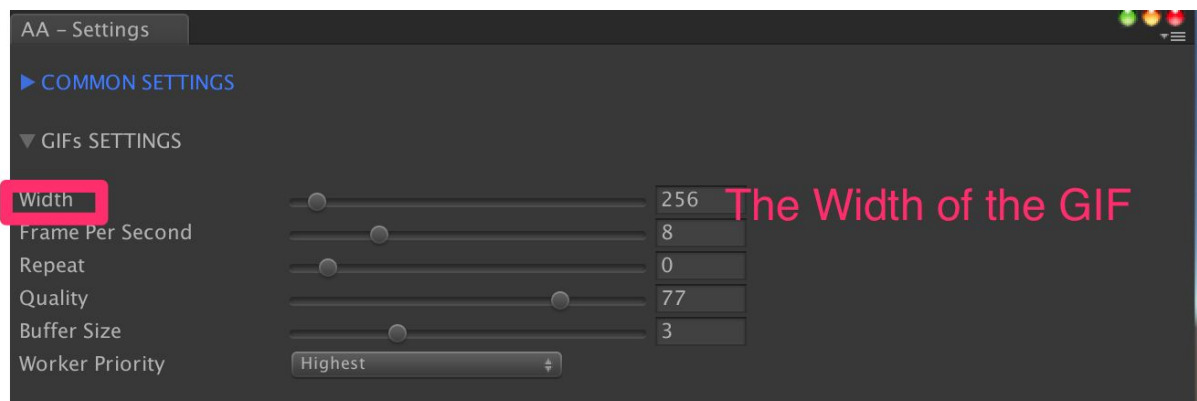 AA – Settings
COMMON SETTINGS
GIFs SETTINGS
Width 256 The Width of the GIF
Frame Per Second 8
Repeat 0
Quality 77
Buffer Size 3
Worker Priority Highest